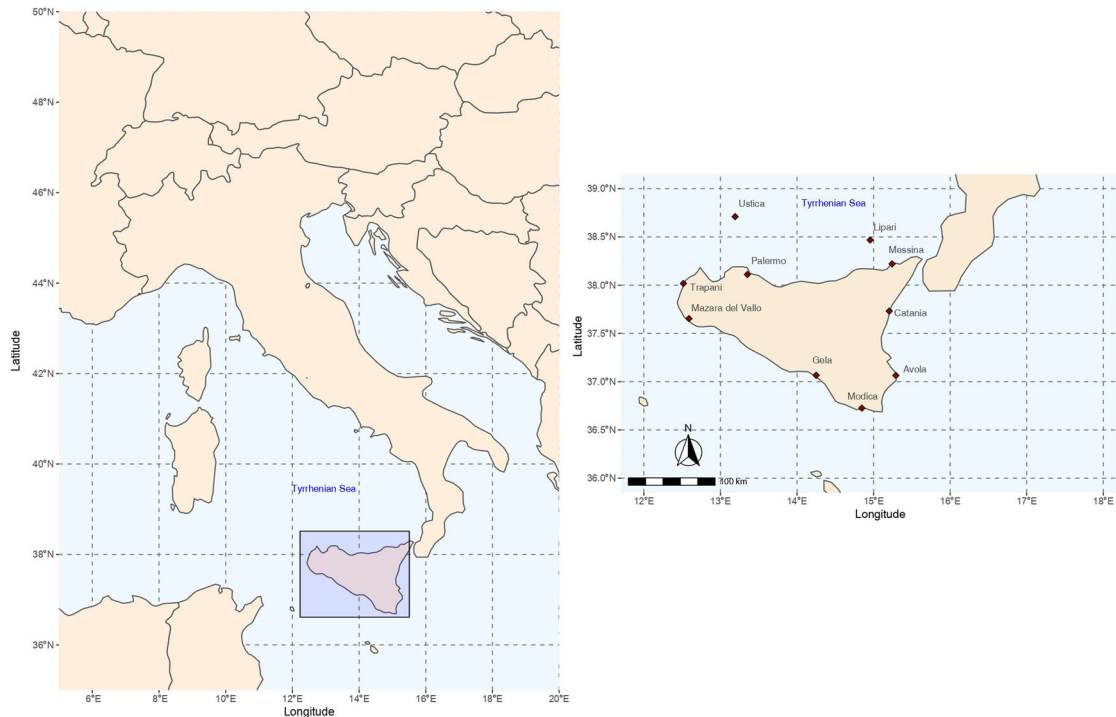 50°N
48°N
46°N
44°N
42°N
40°N
38°N
36°N
Latitude
Tyrrhenian Sea
6°E
8°E
10°E
12°E
14°E
16°E
18°E
20°E
Longitude
39.0°N
38.5°N
38.0°N
37.5°N
37.0°N
36.5°N
36.0°N
Latitude
Ustica
Tyrrhenian Sea
Lipari
Messina
Palermo
Trapani
Mazara del Vallo
Catania
Gela
Avola
Modica
N
100 km
12°E
13°E
14°E
15°E
16°E
17°E
18°E
Longitude